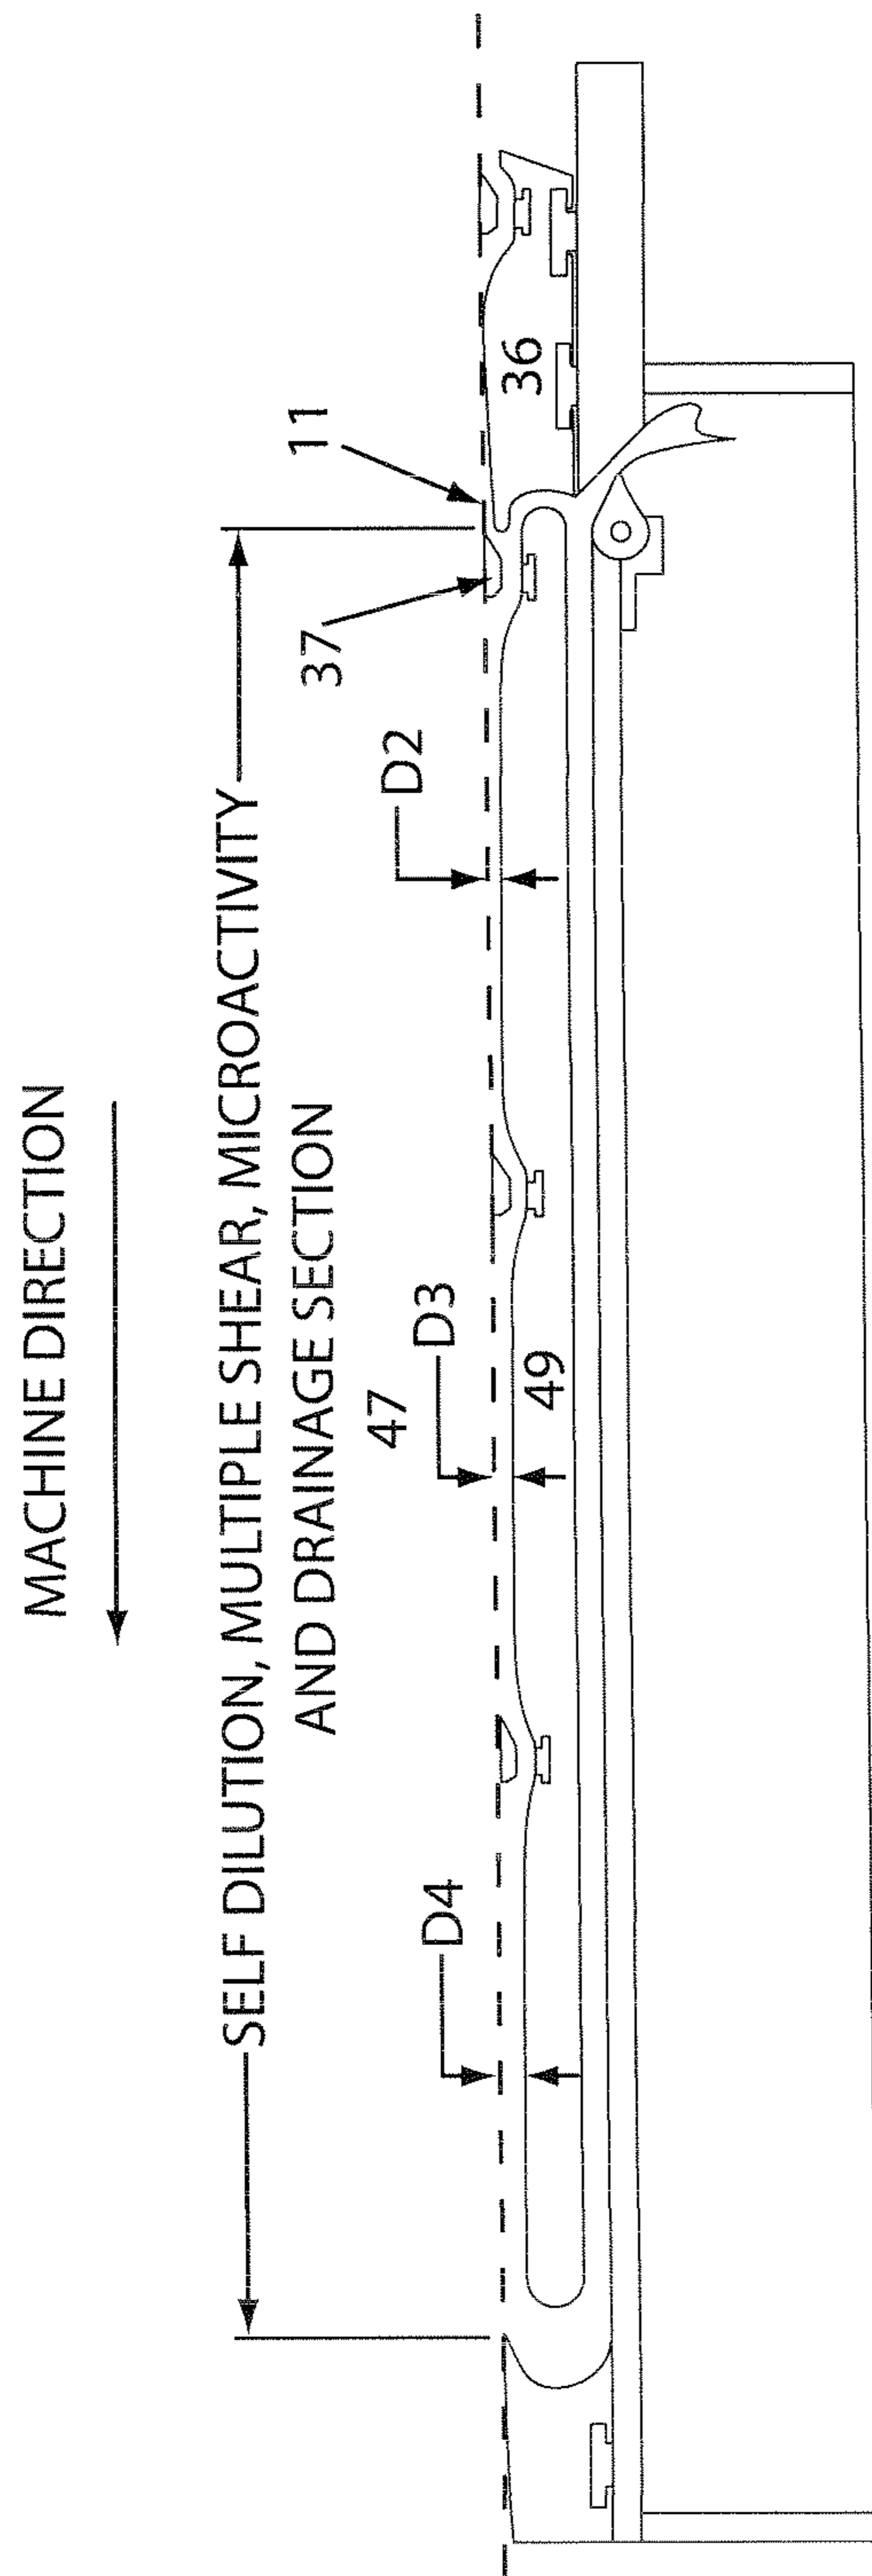 MACHINE DIRECTION
SELF DILUTION, MULTIPLE SHEAR, MICROACTIVITY
AND DRAINAGE SECTION
D4
47
D3
D2
37
11
49
36